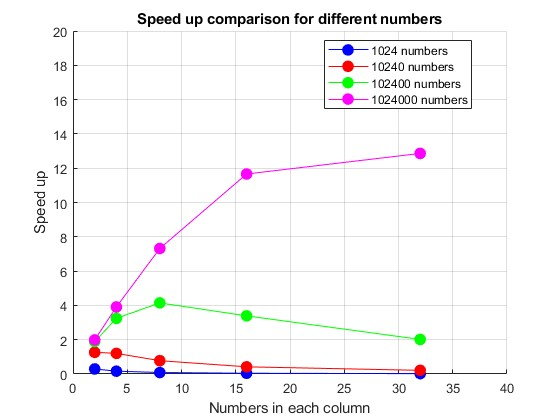 Speed up comparison for different numbers
20
18
16
14
12
10
8
6
4
2
0
Speed up
1024 numbers
10240 numbers
102400 numbers
1024000 numbers
0 5 10 15 20 25 30 35 40
Numbers in each column